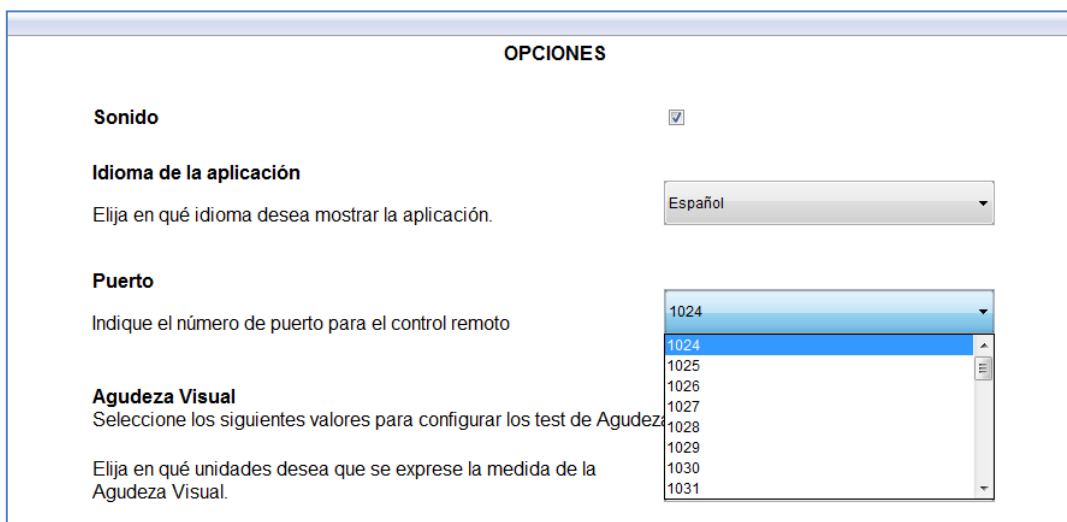 OPCIONES
Sonido
Idioma de la aplicación
Elija en qué idioma desea mostrar la aplicación.
Español
Puerto
Indique el número de puerto para el control remoto
1024
1024
1025
1026
1027
1028
1029
1030
1031
Agudeza Visual
Seleccione los siguientes valores para configurar los test de Agudeza
Elija en qué unidades desea que se exprese la medida de la
Agudeza Visual.